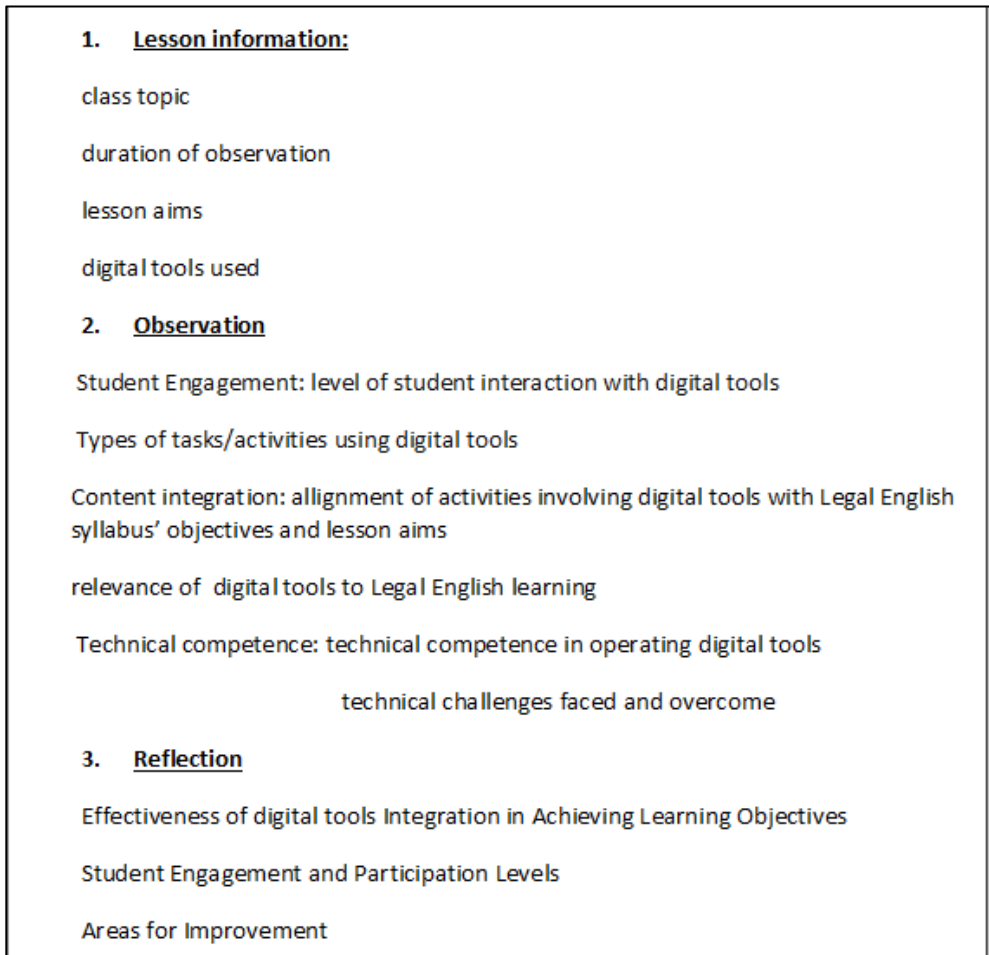 1. Lesson information:
class topic
duration of observation
lesson aims
digital tools used
2. Observation
Student Engagement: level of student interaction with digital tools
Types of tasks/activities using digital tools
Content integration: allignment of activities involving digital tools with Legal English
syllabus’ objectives and lesson aims
relevance of digital tools to Legal English learning
Technical competence: technical competence in operating digital tools
technical challenges faced and overcome
3. Reflection
Effectiveness of digital tools Integration in Achieving Learning Objectives
Student Engagement and Participation Levels
Areas for Improvement